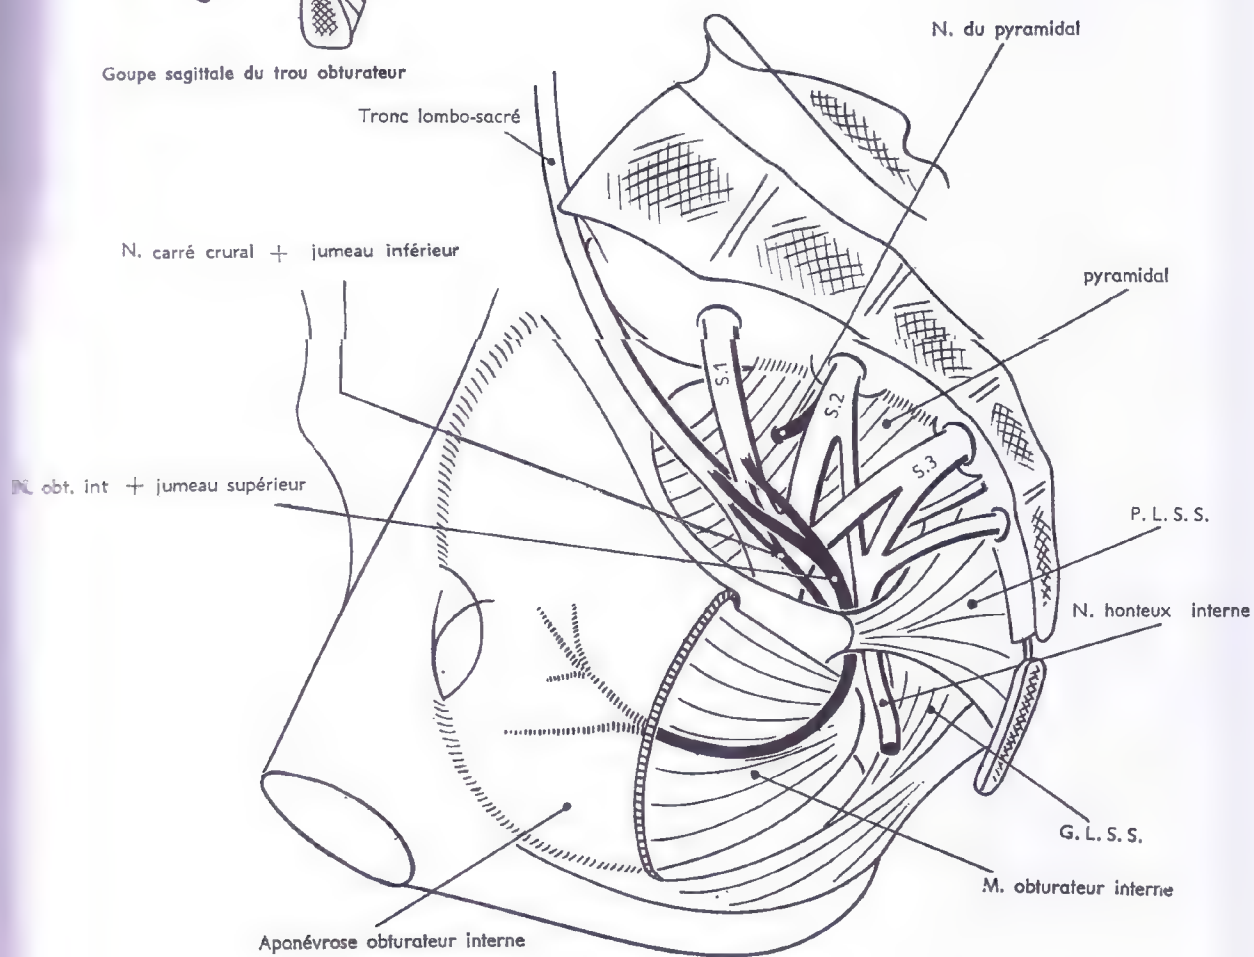 Goupe sagittale du trou obturateur
N. du pyramidal
Tronc lombo-sacré
N. carré crural + jumeau inférieur
pyramidal
S.1
S.2
S.3
N. obt. int + jumeau supérieur
P. L. S. S.
N. honteux interne
G. L. S. S.
M. obturateur interne
Aponévrose obturateur interne